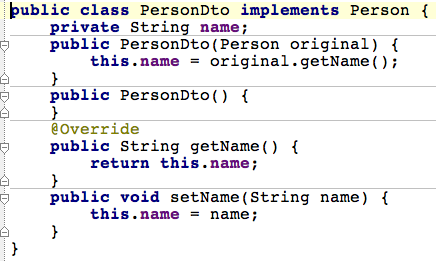 public class PersonDto implements Person {
    private String name;
    public PersonDto(Person original) {
        this.name = original.getName();
    }
    public PersonDto() {
    }
    @Override
    public String getName() {
        return this.name;
    }
    public void setName(String name) {
        this.name = name;
    }
}